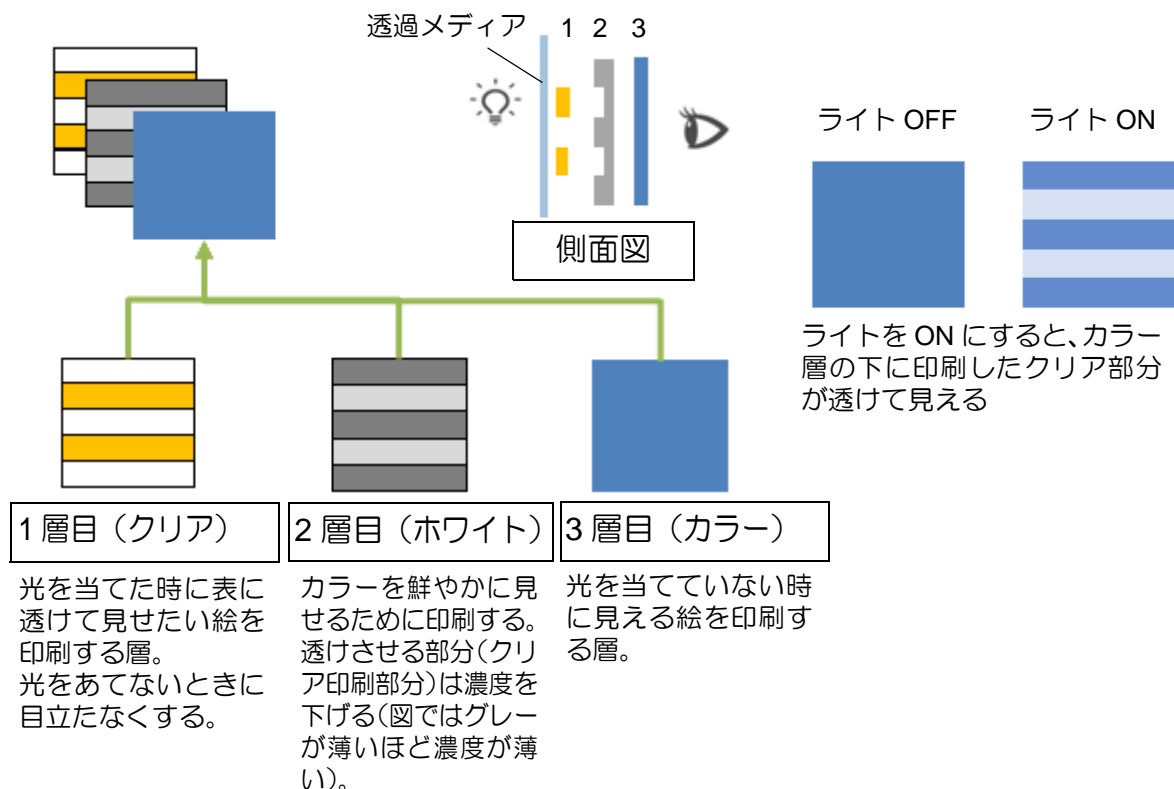 透過メディア 1 2 3
側面図
ライト OFF ライト ON
ライトを ON にすると、カラー
層の下に印刷したクリア部分
が透けて見える
1 層目（クリア）
光を当てた時に表に
透けて見せたい絵を
印刷する層。
光をあてないときに
目立たなくする。
2 層目（ホワイト）
カラーを鮮やかに見
せるために印刷する。
透けさせる部分（クリ
ア印刷部分）は濃度を
下げる（図ではグレー
が薄いほど濃度が薄
い）。
3 層目（カラー）
光を当てていない時
に見える絵を印刷す
る層。